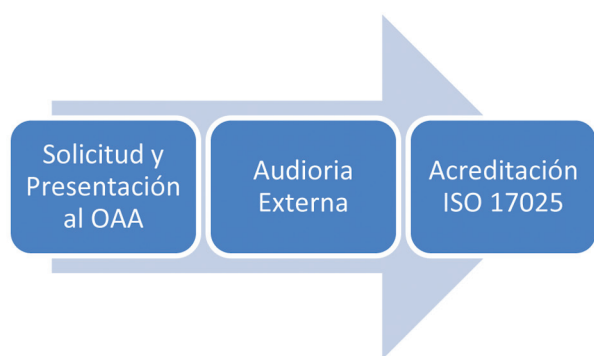 Solicitud y
Presentación
al OAA
Audioria
Externa
Acreditación
ISO 17025